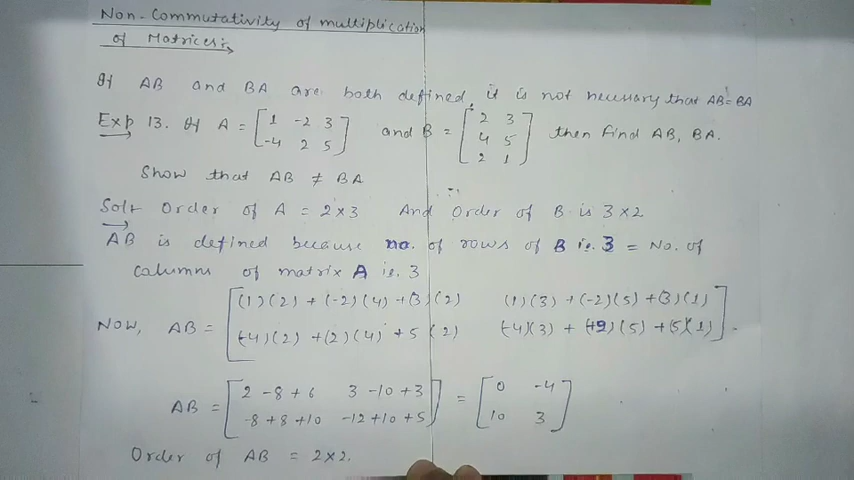 Non-Commutativity of multiplication
of Matrices:-
If AB and BA are both defined, it is not necessary that AB=BA
Exp 13. If A = [1 -2 3; -4 2 5] and B = [2 3; 4 5; 2 1] then find AB, BA.
Show that AB ≠ BA
Sol:- Order of A = 2×3 And Order of B is 3×2
AB is defined because no. of rows of B i.e. 3 = No. of
columns of matrix A i.e. 3
Now, AB = [(1)(2)+(-2)(4)+(3)(2) (1)(3)+(-2)(5)+(3)(1); (-4)(2)+(2)(4)+5(2) (-4)(3)+(+2)(5)+(5)(1)].
AB = [2-8+6 3-10+3; -8+8+10 -12+10+5] = [0 -4; 10 3]
Order of AB = 2×2.